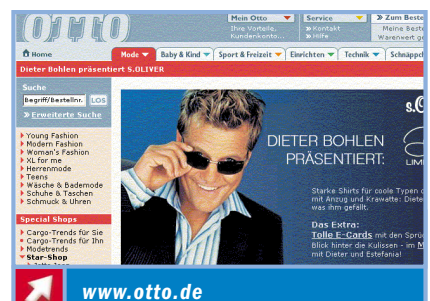 OTTO
Mein Otto
Ihre Vorteile,
Kundenkonto...
Service
Kontakt
Hilfe
Zum Beste
Meine Beste
Warenwert ge
Home
Mode
Baby & Kind
Sport & Freizeit
Einrichten
Technik
Schnäppch
Dieter Bohlen präsentiert S.OLIVER
Suche
Begriff/Bestellnr.
LOS
Erweiterte Suche
Young Fashion
Modern Fashion
Woman's Fashion
XL for me
Herrenmode
Teens
Wäsche & Bademode
Schuhe & Taschen
Schmuck & Uhren
Special Shops
Cargo-Trends für Sie
Cargo-Trends für Ihn
Modetrends
Star-Shop
s.O
DIETER BOHLEN
PRÄSENTIERT:
LIM
Starke Shirts für coole Typen o
mit Anzug und Krawatte: Diete
was ihm gefällt.
Das Extra:
Tolle E-Cards mit den Sprü
Blick hinter die Kulissen - im M
mit Dieter und Estefania!
www.otto.de